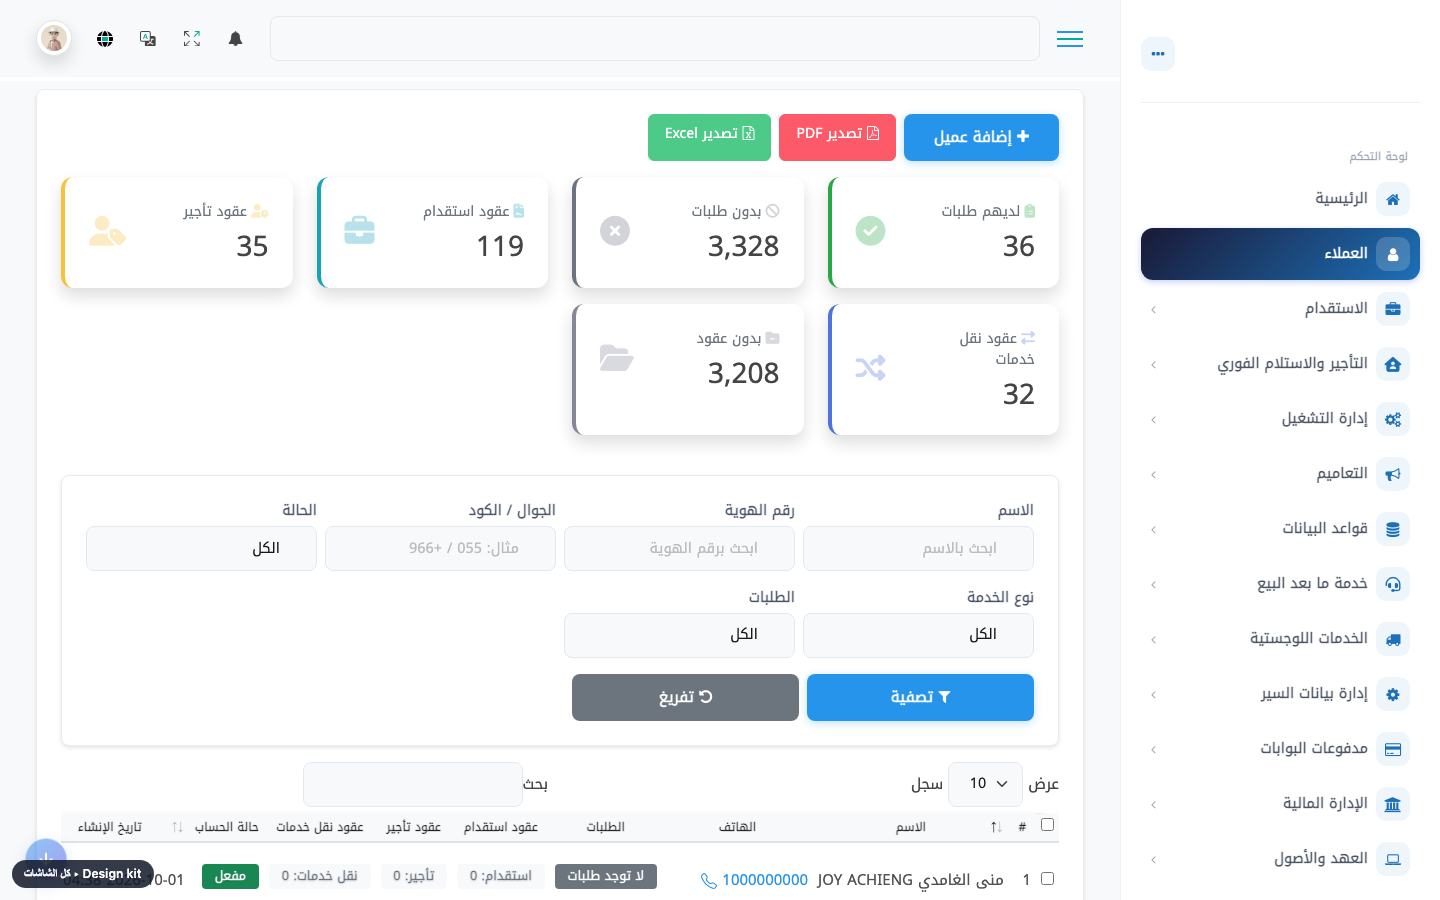 لوحة التحكم
الرئيسية
العملاء
الاستقدام
التأجير والاستلام الفوري
إدارة التشغيل
التعاميم
قواعد البيانات
خدمة ما بعد البيع
الخدمات اللوجستية
إدارة بيانات السير
مدفوعات البوابات
الإدارة المالية
العهد والأصول
إضافة عميل
تصدير PDF
تصدير Excel
لديهم طلبات
36
بدون طلبات
3,328
عقود استقدام
119
عقود تأجير
35
عقود نقل خدمات
32
بدون عقود
3,208
الاسم
رقم الهوية
الجوال / الكود
الحالة
ابحث بالاسم
ابحث برقم الهوية
مثال: 055 / +966
الكل
نوع الخدمة
الطلبات
الكل
الكل
تصفية
تفريغ
عرض 10 سجل
بحث
# الاسم الهاتف الطلبات عقود استقدام عقود تأجير عقود نقل خدمات حالة الحساب تاريخ الإنشاء
1 منى الغامدي JOY ACHIENG 1000000000 لا توجد طلبات استقدام: 0 تأجير: 0 نقل خدمات: 0 مفعل
Design kit • كل الشاشات